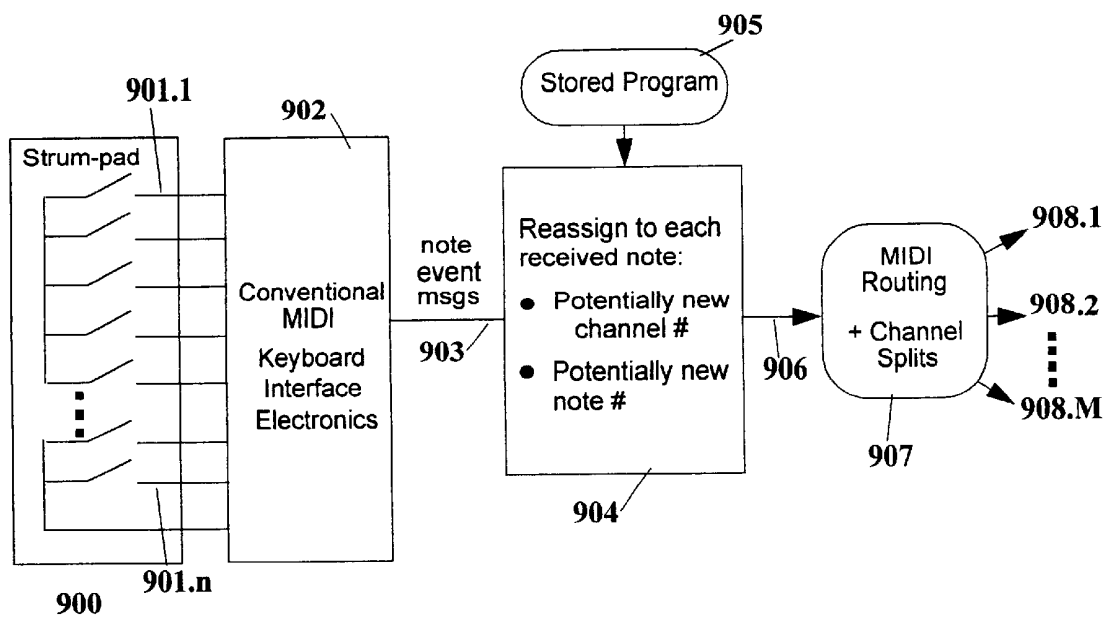 905
Stored Program
901.1
902
Strum-pad
Conventional
MIDI
Keyboard
Interface
Electronics
note
event
msgs
903
Reassign to each
received note:
● Potentially new
channel #
● Potentially new
note #
904
906
MIDI
Routing
+ Channel
Splits
907
908.1
908.2
908.M
901.n
900